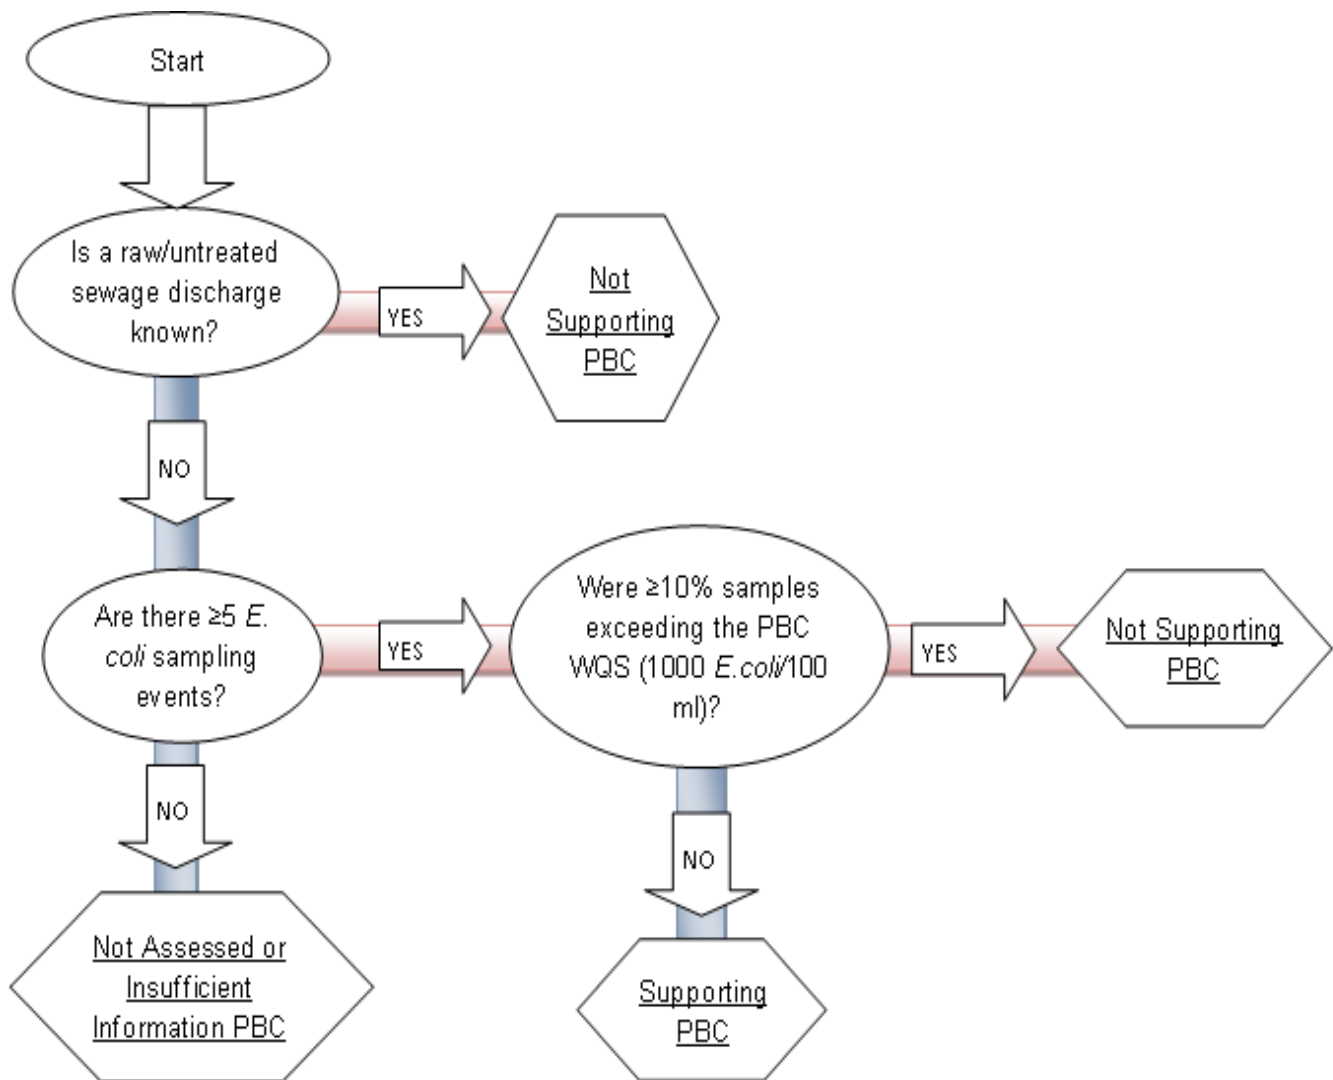 Start
Is a raw/untreated
sewage discharge
known?
YES
Not
Supporting
PBC
NO
Are there ≥5 E.
coli sampling
events?
YES
Were ≥10% samples
exceeding the PBC
WQS (1000 E.coli/100
ml)?
YES
Not Supporting
PBC
NO
NO
Not Assessed or
Insufficient
Information PBC
Supporting
PBC